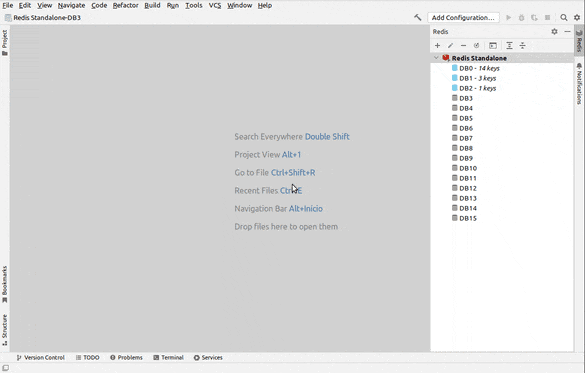 File Edit View Navigate Code Refactor Build Run Tools VCS Window Help
Redis Standalone-DB3
Add Configuration...
Project
Bookmarks
Structure
Search Everywhere Double Shift
Project View Alt+1
Go to File Ctrl+Shift+R
Recent Files Ctrl+E
Navigation Bar Alt+Inicio
Drop files here to open them
Redis
Redis Standalone
DB0 - 14 keys
DB1 - 3 keys
DB2 - 1 keys
DB3
DB4
DB5
DB6
DB7
DB8
DB9
DB10
DB11
DB12
DB13
DB14
DB15
Redis
Notifications
Version Control TODO Problems Terminal Services